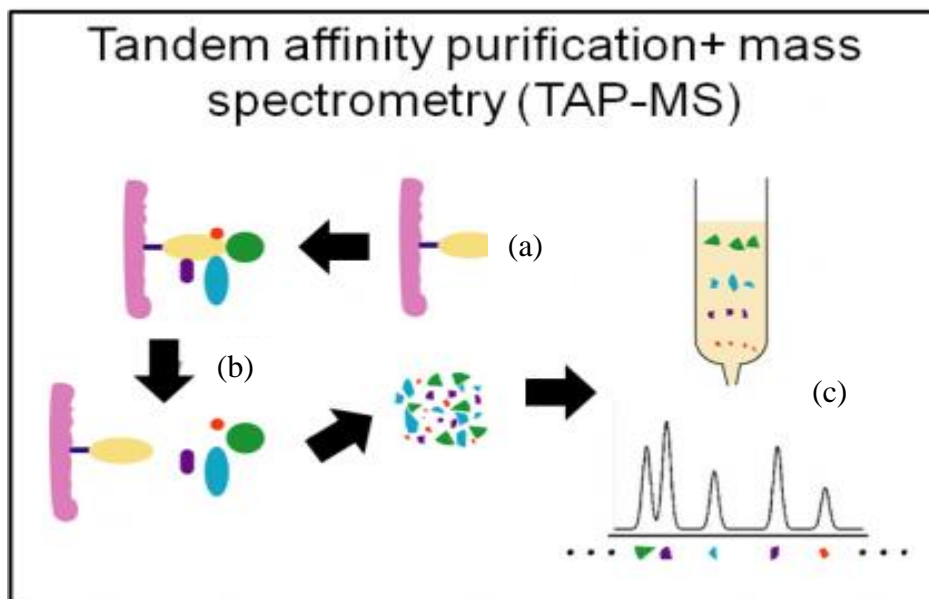 Tandem affinity purification+ mass
spectrometry (TAP-MS)
(a)
(b)
(c)